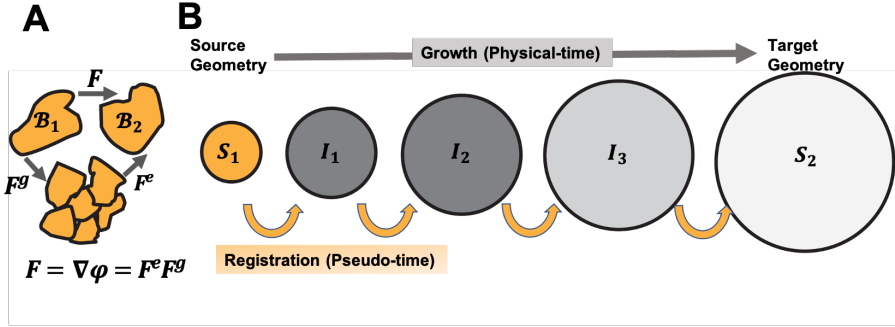 A
B
Source
Geometry
Growth (Physical-time)
Target
Geometry
F
ℬ₁
ℬ₂
Fᵍ
Fᵉ
S₁
I₁
I₂
I₃
S₂
Registration (Pseudo-time)
F = ∇φ = FᵉFᵍ